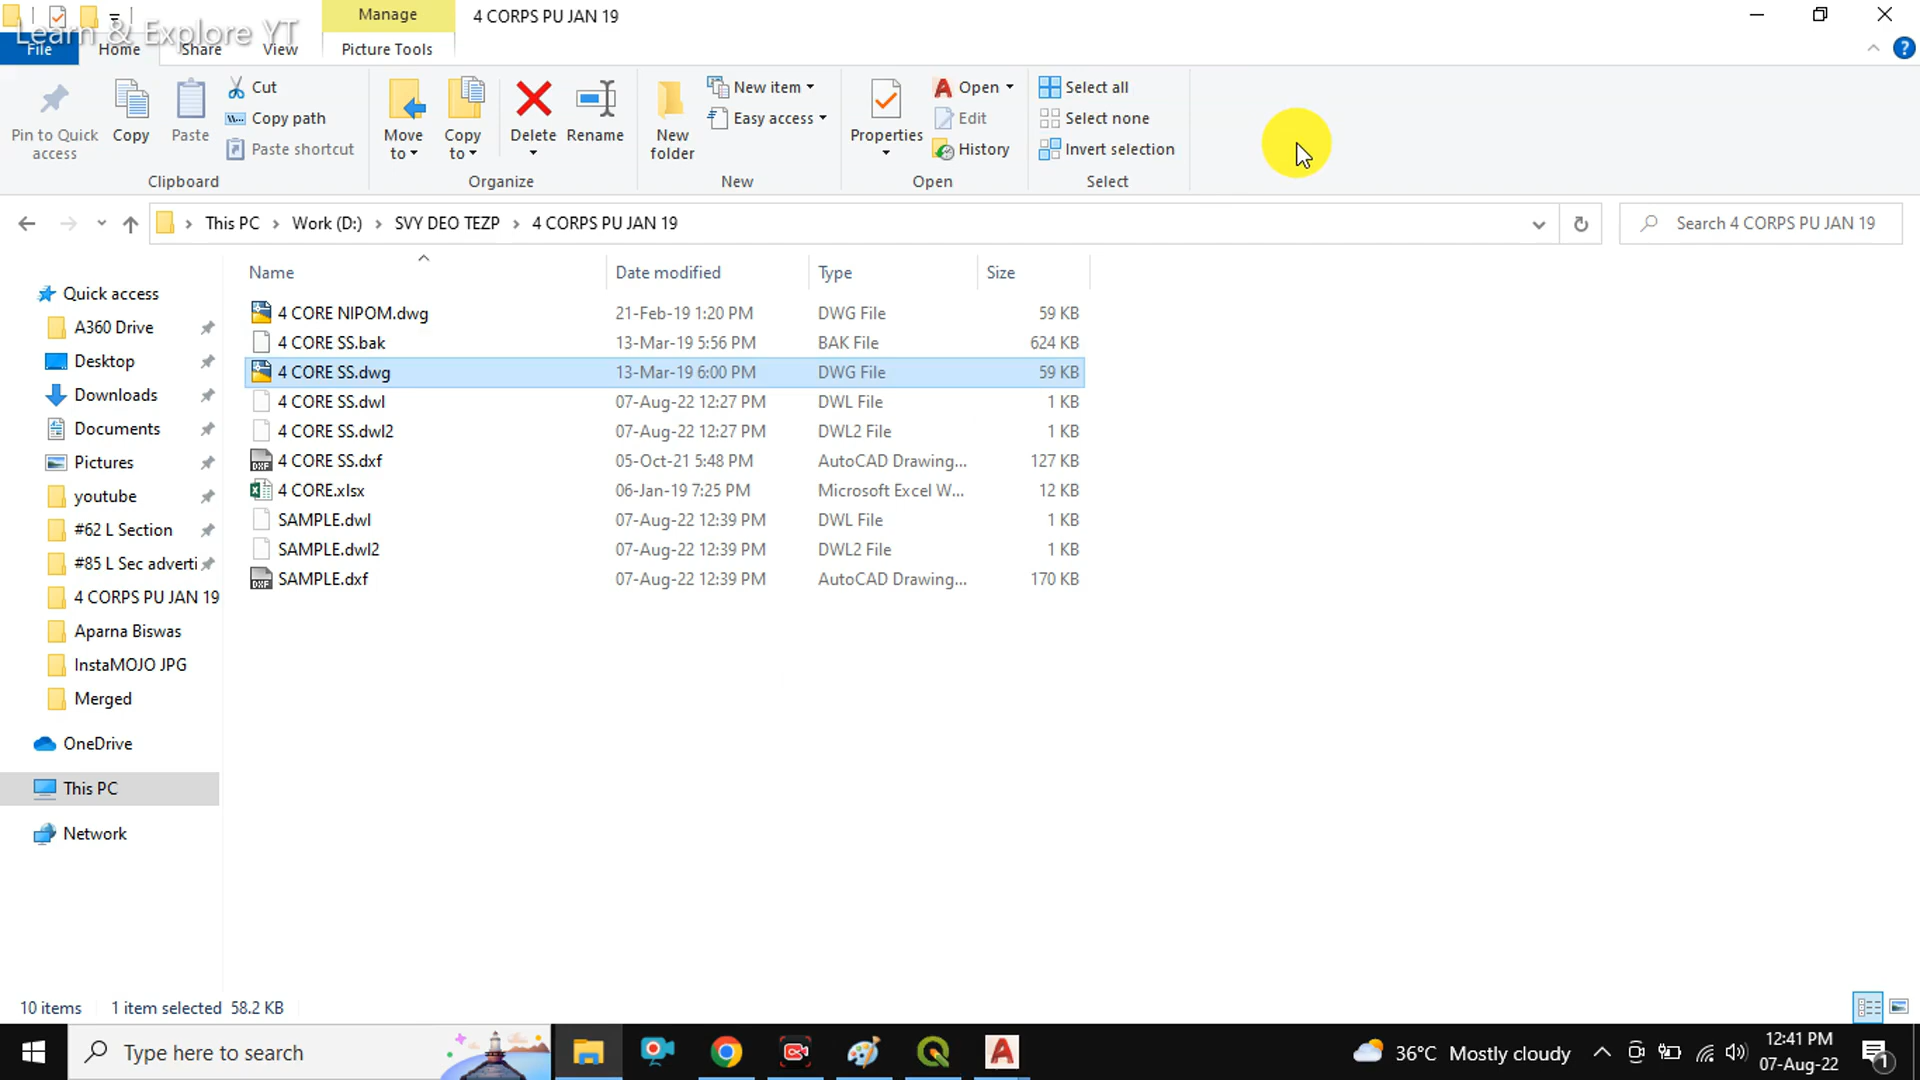 Manage
4 CORPS PU JAN 19
Learn & Explore YT
File
Home
Share
View
Picture Tools
Pin to Quick access
Copy
Paste
Cut
Copy path
Paste shortcut
Clipboard
Move to
Copy to
Delete
Rename
Organize
New folder
New item
Easy access
New
Properties
Open
Edit
History
Open
Select all
Select none
Invert selection
Select
This PC
Work (D:)
SVY DEO TEZP
4 CORPS PU JAN 19
Search 4 CORPS PU JAN 19
Name Date modified Type Size
4 CORE NIPOM.dwg 21-Feb-19 1:20 PM DWG File 59 KB
4 CORE SS.bak 13-Mar-19 5:56 PM BAK File 624 KB
4 CORE SS.dwg 13-Mar-19 6:00 PM DWG File 59 KB
4 CORE SS.dwl 07-Aug-22 12:27 PM DWL File 1 KB
4 CORE SS.dwl2 07-Aug-22 12:27 PM DWL2 File 1 KB
4 CORE SS.dxf 05-Oct-21 5:48 PM AutoCAD Drawing... 127 KB
4 CORE.xlsx 06-Jan-19 7:25 PM Microsoft Excel W... 12 KB
SAMPLE.dwl 07-Aug-22 12:39 PM DWL File 1 KB
SAMPLE.dwl2 07-Aug-22 12:39 PM DWL2 File 1 KB
SAMPLE.dxf 07-Aug-22 12:39 PM AutoCAD Drawing... 170 KB
Quick access
A360 Drive
Desktop
Downloads
Documents
Pictures
youtube
#62 L Section
#85 L Sec adverti
4 CORPS PU JAN 19
Aparna Biswas
InstaMOJO JPG
Merged
OneDrive
This PC
Network
10 items 1 item selected 58.2 KB
Type here to search
36°C Mostly cloudy
12:41 PM
07-Aug-22
1